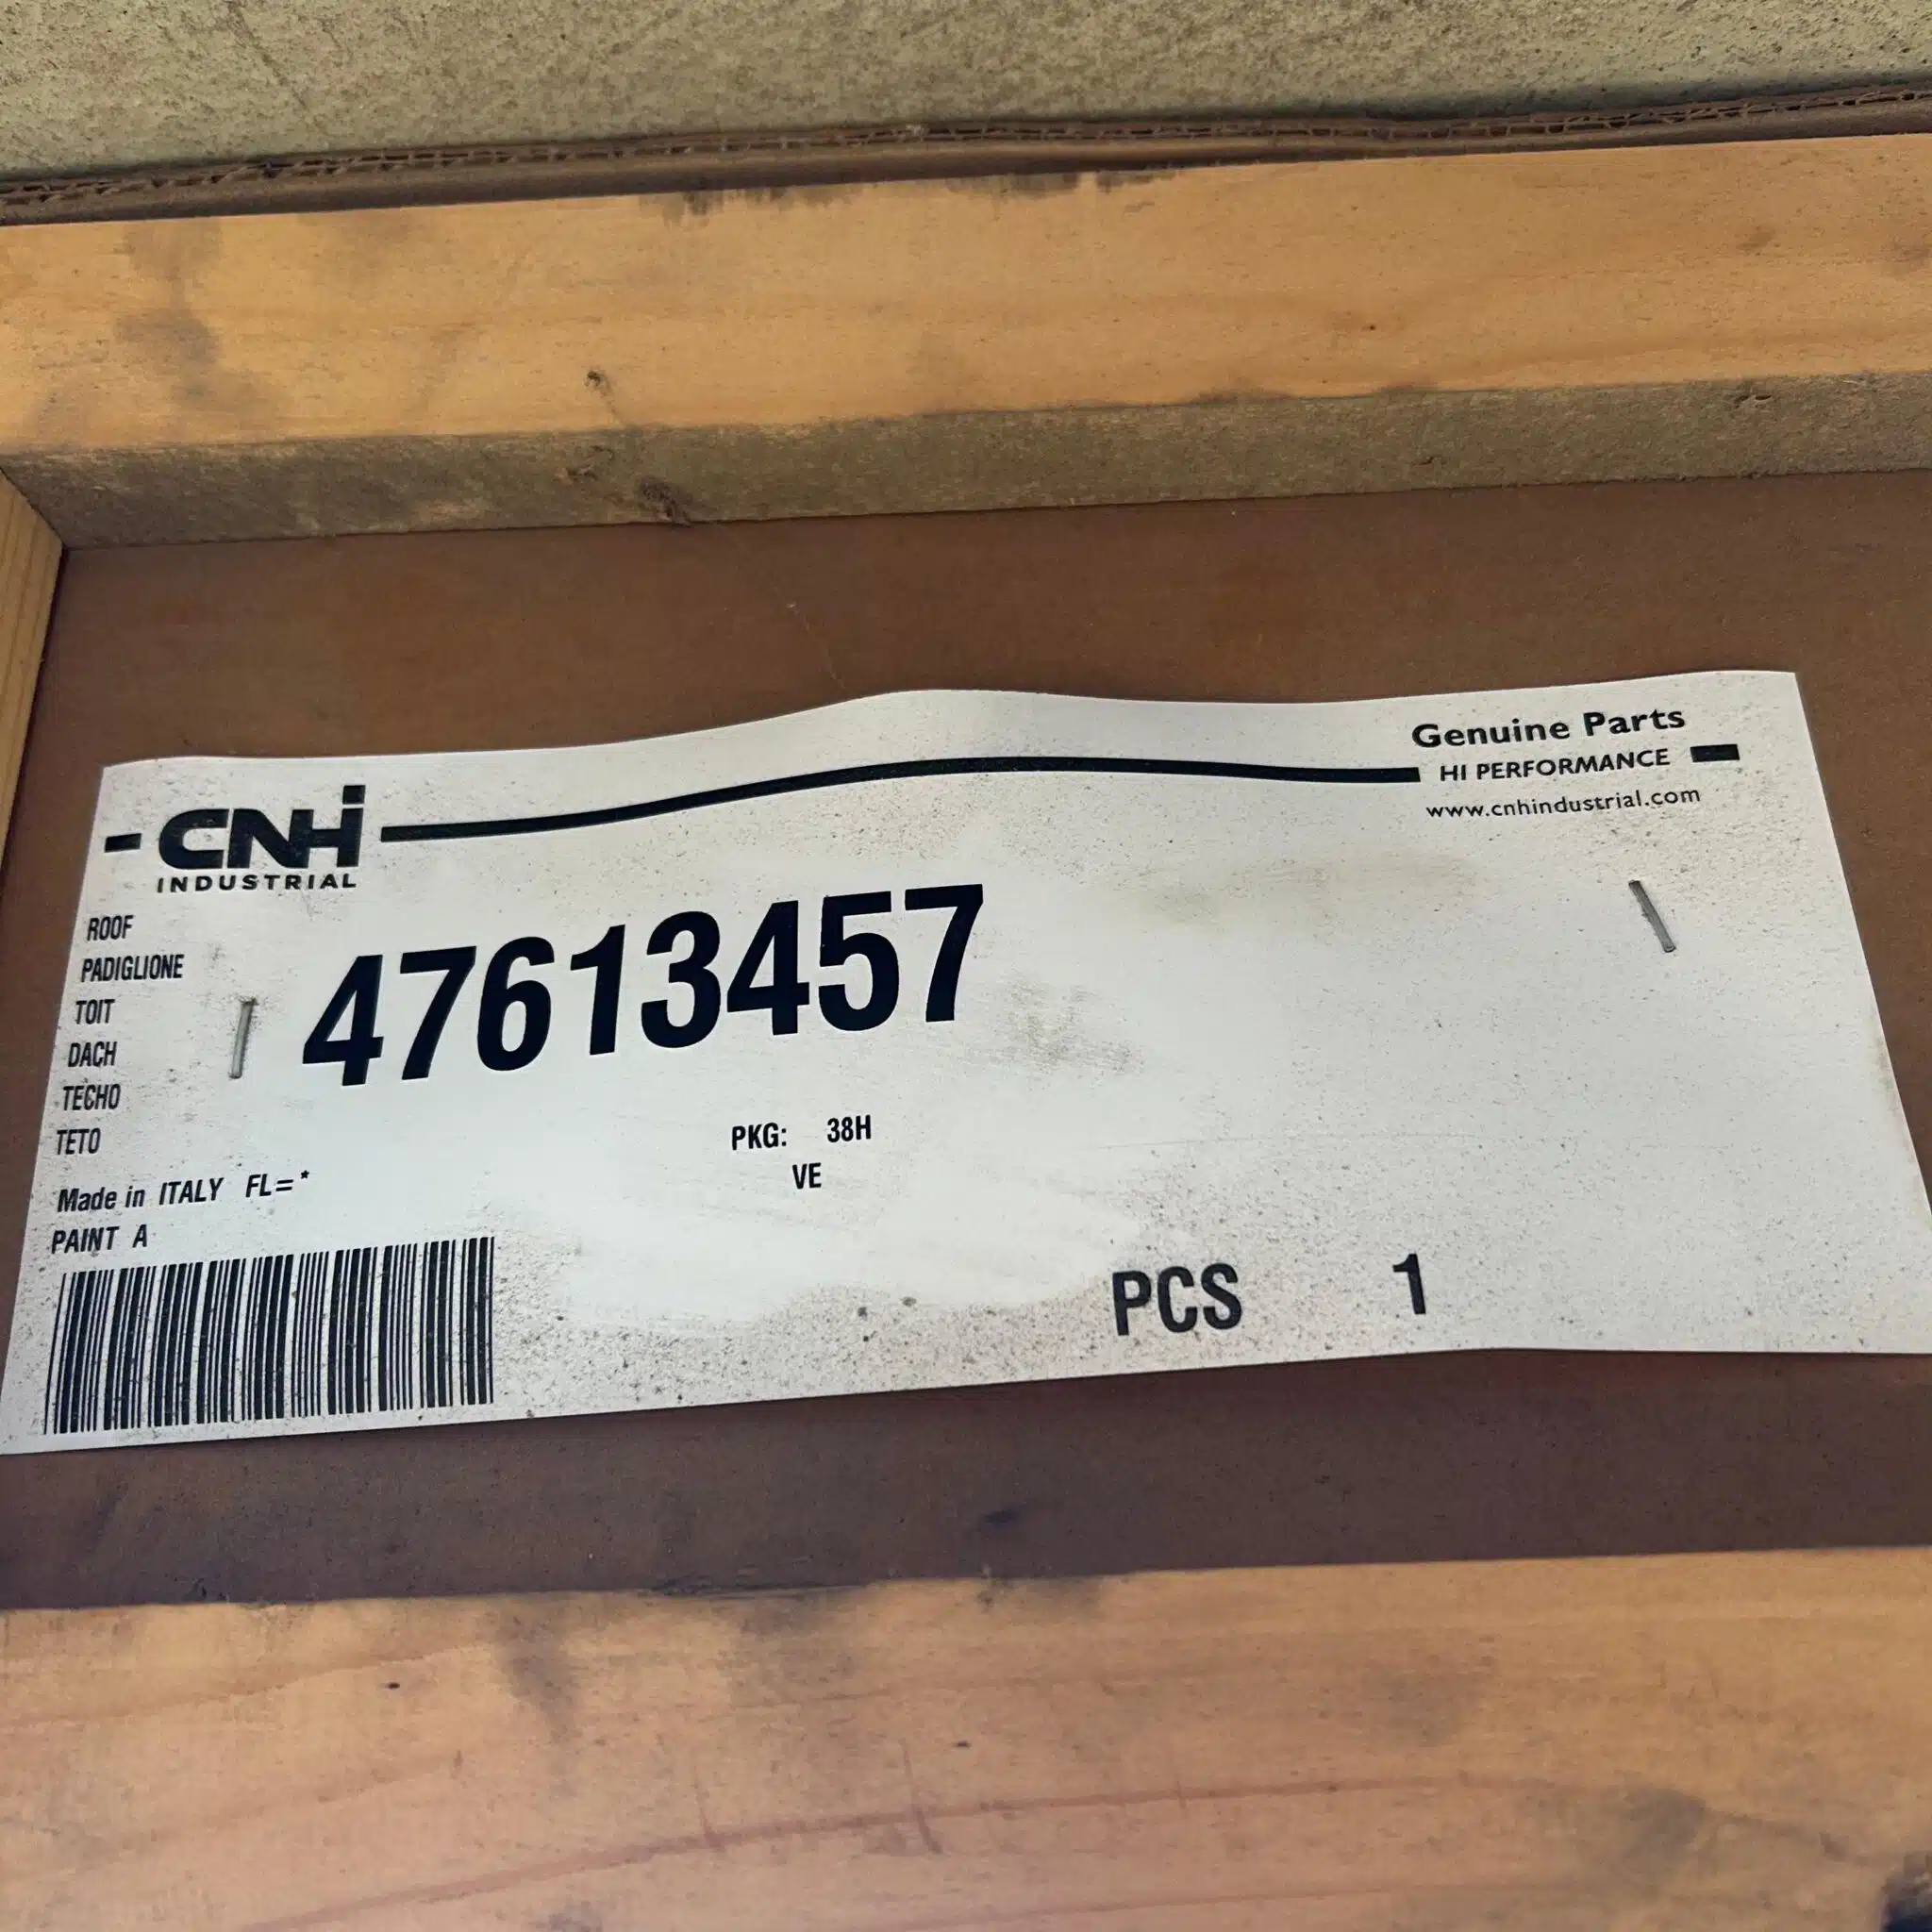 Genuine Parts
HI PERFORMANCE
www.cnhindustrial.com
CNHi
INDUSTRIAL
ROOF
PADIGLIONE
TOIT
DACH
TECHO
TETO
47613457
PKG: 38H
VE
Made in ITALY FL=*
PAINT A
PCS 1